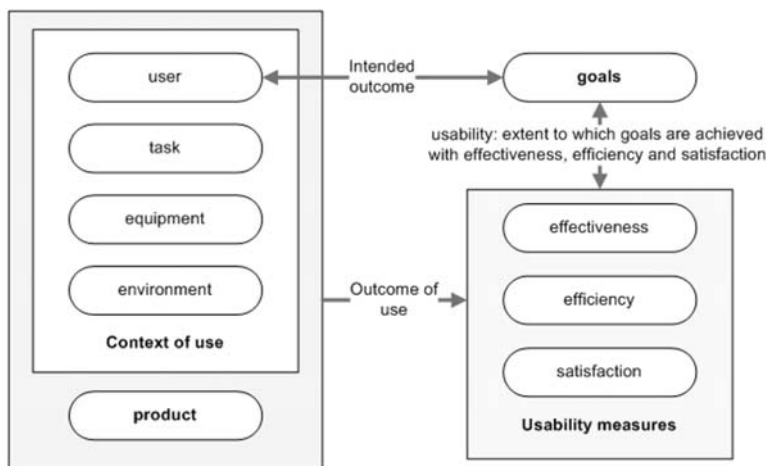 user
Intended
outcome
goals
task
usability: extent to which goals are achieved
with effectiveness, efficiency and satisfaction
equipment
effectiveness
environment
Outcome of
use
efficiency
Context of use
satisfaction
product
Usability measures